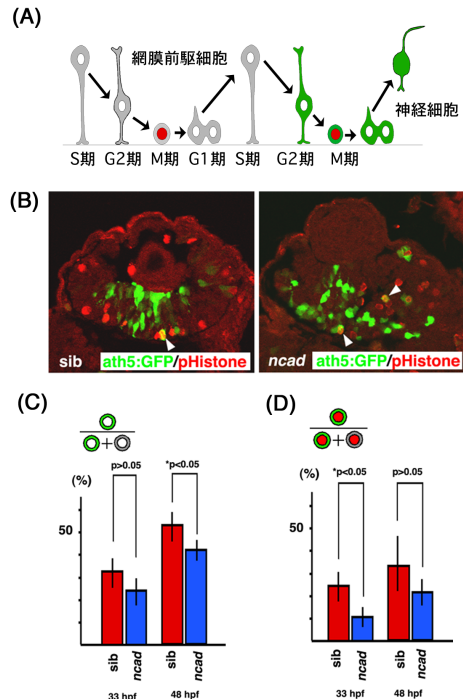 (A)
網膜前駆細胞
神経細胞
S期 G2期 M期 G1期 S期 G2期 M期
(B)
sib ath5:GFP/pHistone
ncad ath5:GFP/pHistone
(C)
+
(%)
p>0.05
*p<0.05
50
sib ncad sib ncad
33 hpf 48 hpf
(D)
+
(%)
*p<0.05
p>0.05
50
sib ncad sib ncad
33 hpf 48 hpf